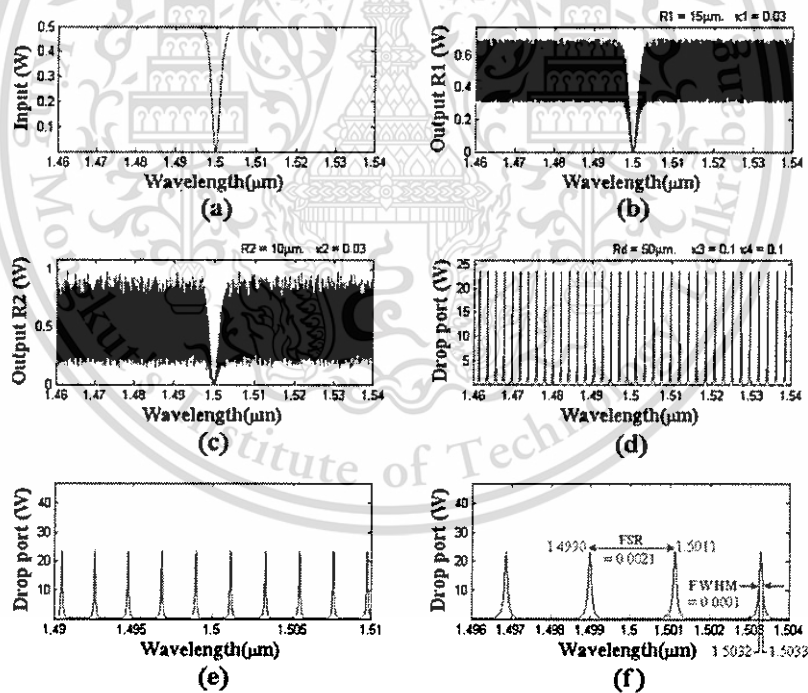 R1 = 15μm. κ1 = 0.03
Input (W)
0.5
0.4
0.3
0.2
0.1
1.46 1.47 1.48 1.49 1.5 1.51 1.52 1.53 1.54
Wavelength(μm)
(a)
Output R1 (W)
0.6
0.4
0.2
0
1.46 1.47 1.48 1.49 1.5 1.51 1.52 1.53 1.54
Wavelength(μm)
(b)
R2 = 10μm. κ2 = 0.03
Output R2 (W)
1
0.5
0
1.46 1.47 1.48 1.49 1.5 1.51 1.52 1.53 1.54
Wavelength(μm)
(c)
Rd = 50μm. κ3 = 0.1 κ4 = 0.1
Drop port (W)
25
20
15
10
5
1.46 1.47 1.48 1.49 1.5 1.51 1.52 1.53 1.54
Wavelength(μm)
(d)
Drop port (W)
40
30
20
10
1.49 1.495 1.5 1.505 1.51
Wavelength(μm)
(e)
Drop port (W)
40
30
20
10
1.4990 FSR 1.5011
= 0.0021
FWHM
= 0.0001
1.496 1.497 1.498 1.499 1.5 1.501 1.502 1.503 1.504
Wavelength(μm)
1.5032 1.5033
(f)
stitute of Techn